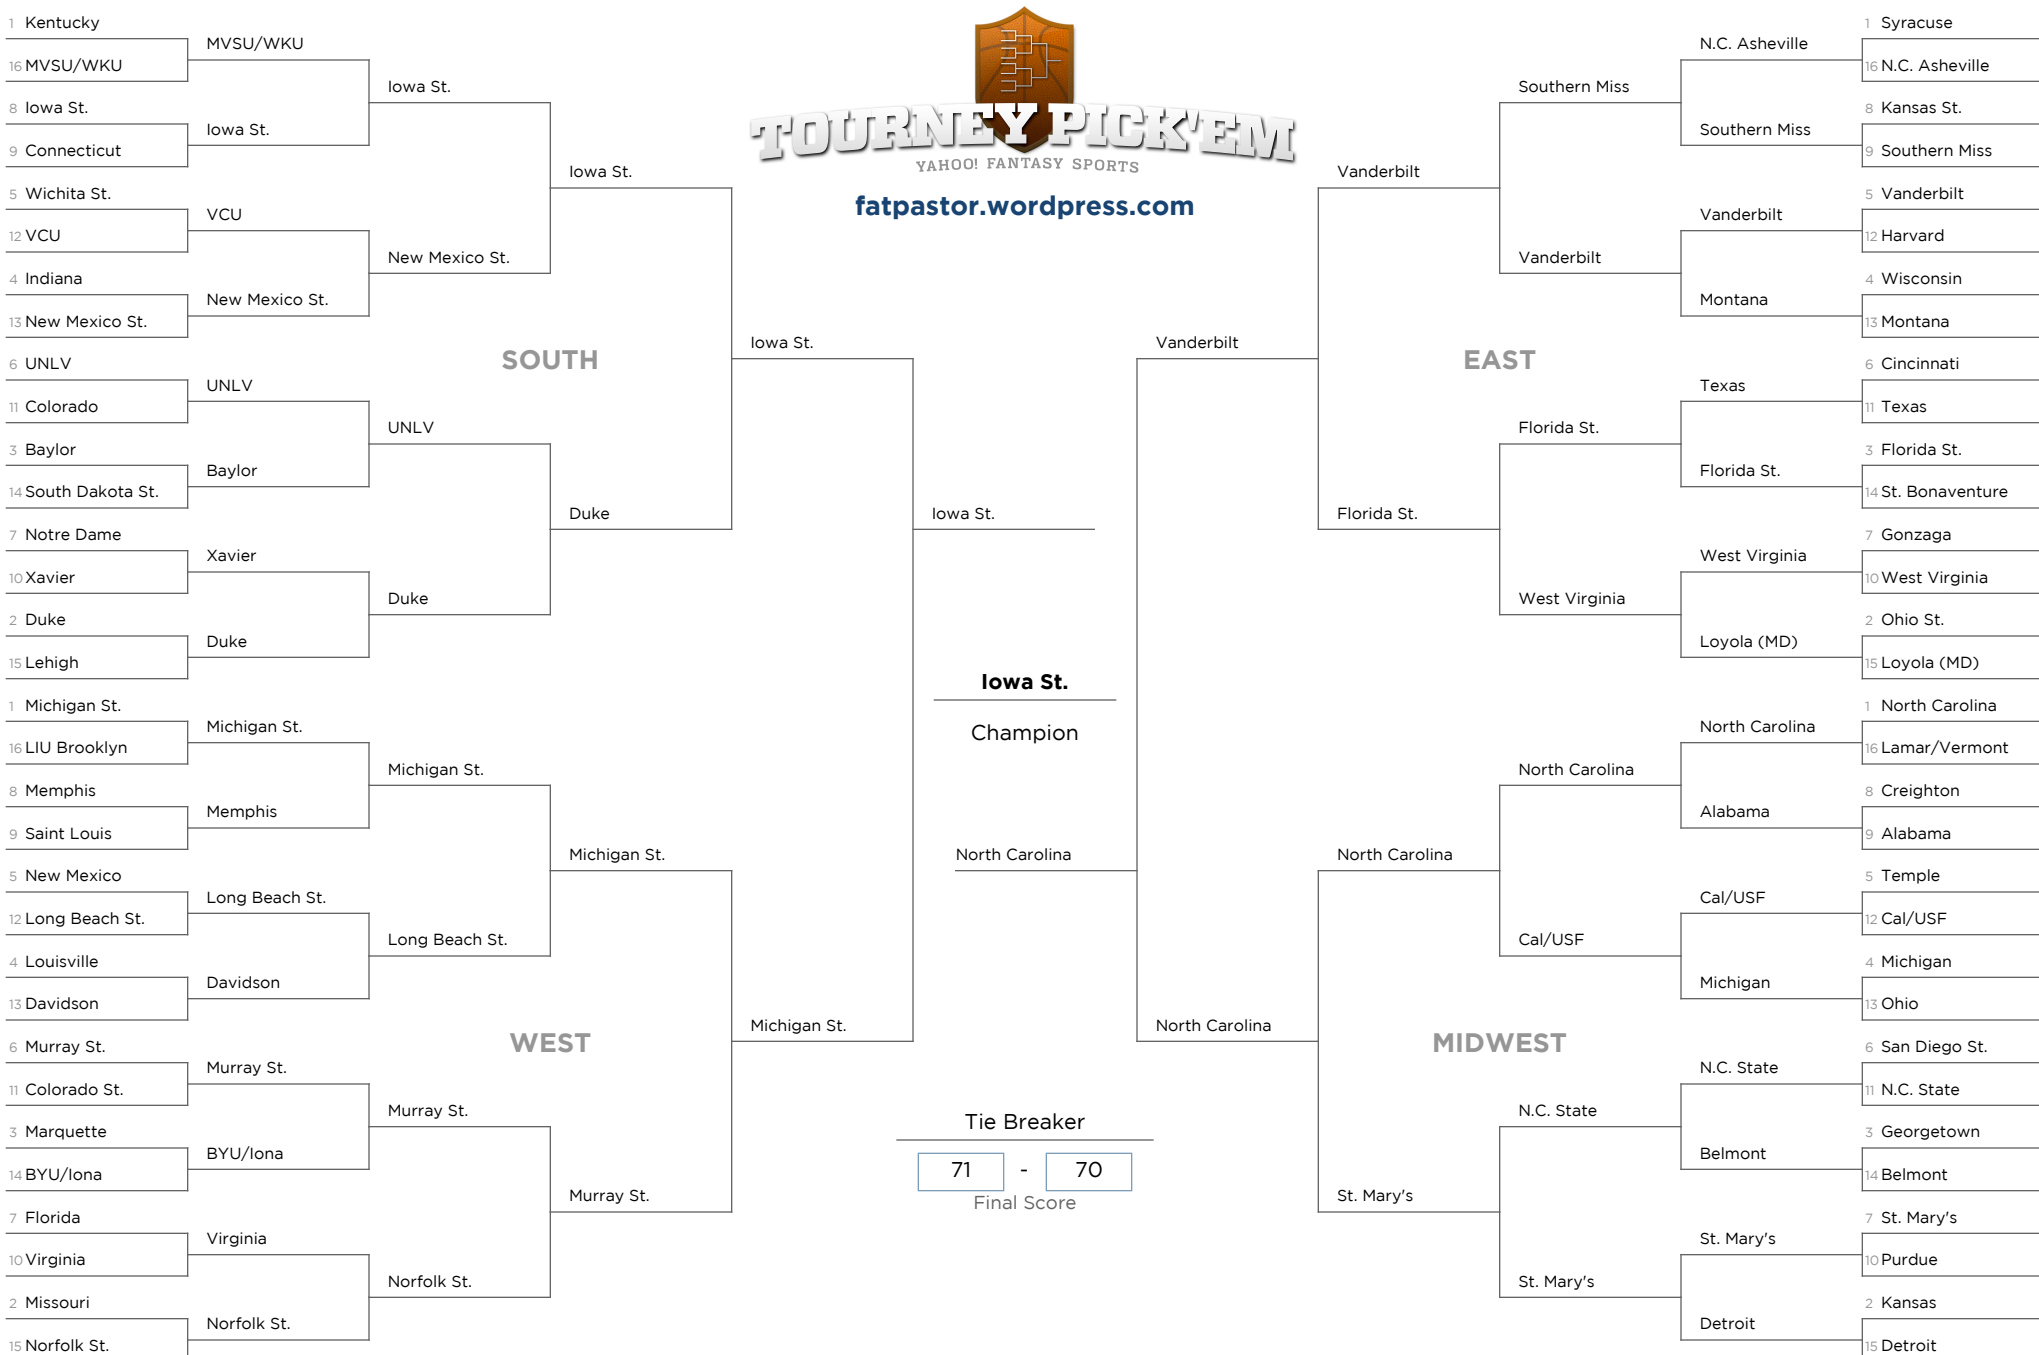 1 Kentucky
16 MVSU/WKU
8 Iowa St.
9 Connecticut
5 Wichita St.
12 VCU
4 Indiana
13 New Mexico St.
6 UNLV
11 Colorado
3 Baylor
14 South Dakota St.
7 Notre Dame
10 Xavier
2 Duke
15 Lehigh
1 Michigan St.
16 LIU Brooklyn
8 Memphis
9 Saint Louis
5 New Mexico
12 Long Beach St.
4 Louisville
13 Davidson
6 Murray St.
11 Colorado St.
3 Marquette
14 BYU/Iona
7 Florida
10 Virginia
2 Missouri
15 Norfolk St.
MVSU/WKU
Iowa St.
VCU
New Mexico St.
UNLV
Baylor
Xavier
Duke
Michigan St.
Memphis
Long Beach St.
Davidson
Murray St.
BYU/Iona
Virginia
Norfolk St.
Iowa St.
New Mexico St.
UNLV
Duke
Michigan St.
Long Beach St.
Murray St.
Norfolk St.
SOUTH
WEST
Iowa St.
Duke
Michigan St.
Murray St.
Iowa St.
Michigan St.
TOURNEY PICK'EM
YAHOO! FANTASY SPORTS
fatpastor.wordpress.com
Iowa St.
Iowa St.
Champion
North Carolina
Tie Breaker
71 - 70
Final Score
Vanderbilt
North Carolina
Vanderbilt
Florida St.
North Carolina
St. Mary's
EAST
MIDWEST
Southern Miss
Vanderbilt
Florida St.
West Virginia
North Carolina
Cal/USF
N.C. State
St. Mary's
N.C. Asheville
Southern Miss
Vanderbilt
Montana
Texas
Florida St.
West Virginia
Loyola (MD)
North Carolina
Alabama
Cal/USF
Michigan
N.C. State
Belmont
St. Mary's
Detroit
1 Syracuse
16 N.C. Asheville
8 Kansas St.
9 Southern Miss
5 Vanderbilt
12 Harvard
4 Wisconsin
13 Montana
6 Cincinnati
11 Texas
3 Florida St.
14 St. Bonaventure
7 Gonzaga
10 West Virginia
2 Ohio St.
15 Loyola (MD)
1 North Carolina
16 Lamar/Vermont
8 Creighton
9 Alabama
5 Temple
12 Cal/USF
4 Michigan
13 Ohio
6 San Diego St.
11 N.C. State
3 Georgetown
14 Belmont
7 St. Mary's
10 Purdue
2 Kansas
15 Detroit